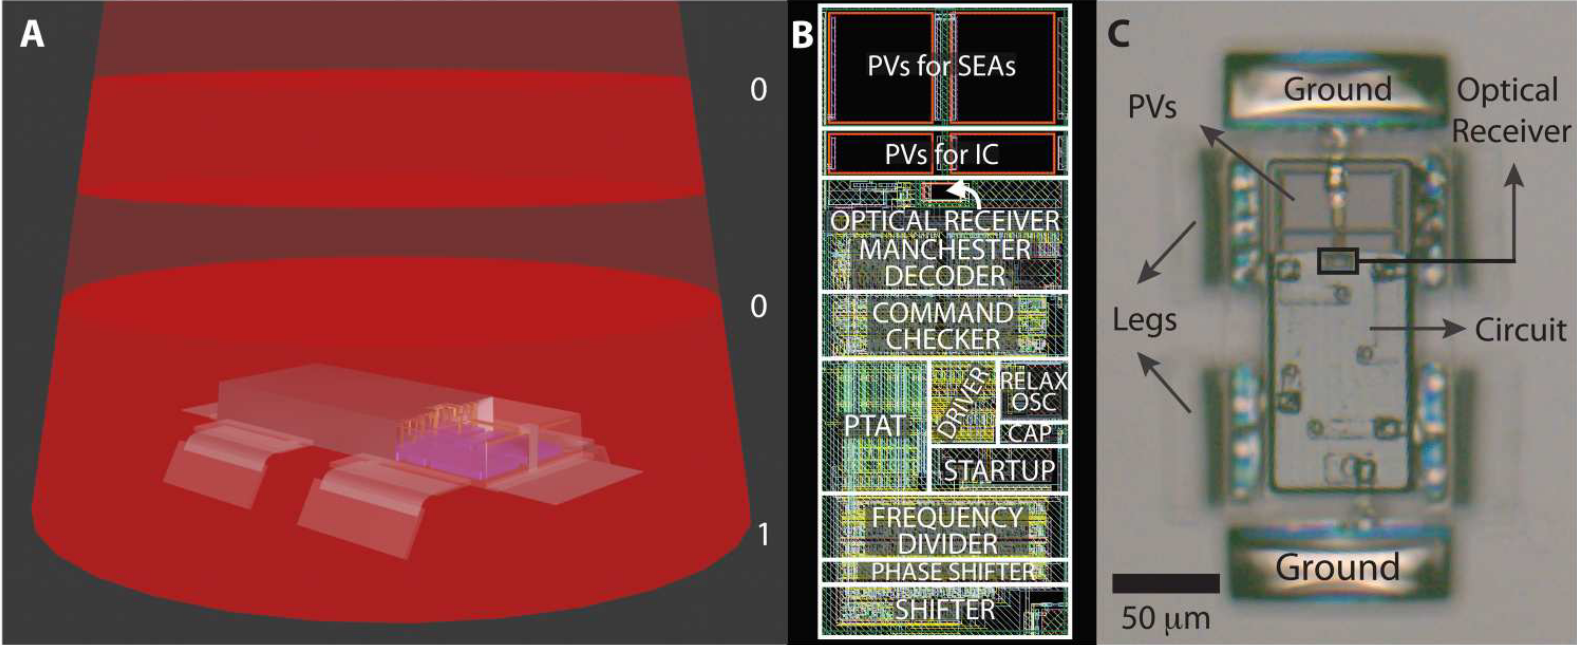 A
0
0
1
B
PVs for SEAs
PVs for IC
OPTICAL RECEIVER
MANCHESTER
DECODER
COMMAND
CHECKER
PTAT
DRIVER
RELAX
OSC
CAP
STARTUP
FREQUENCY
DIVIDER
PHASE SHIFTER
SHIFTER
C
Ground
PVs
Optical
Receiver
Legs
Circuit
Ground
50 μm